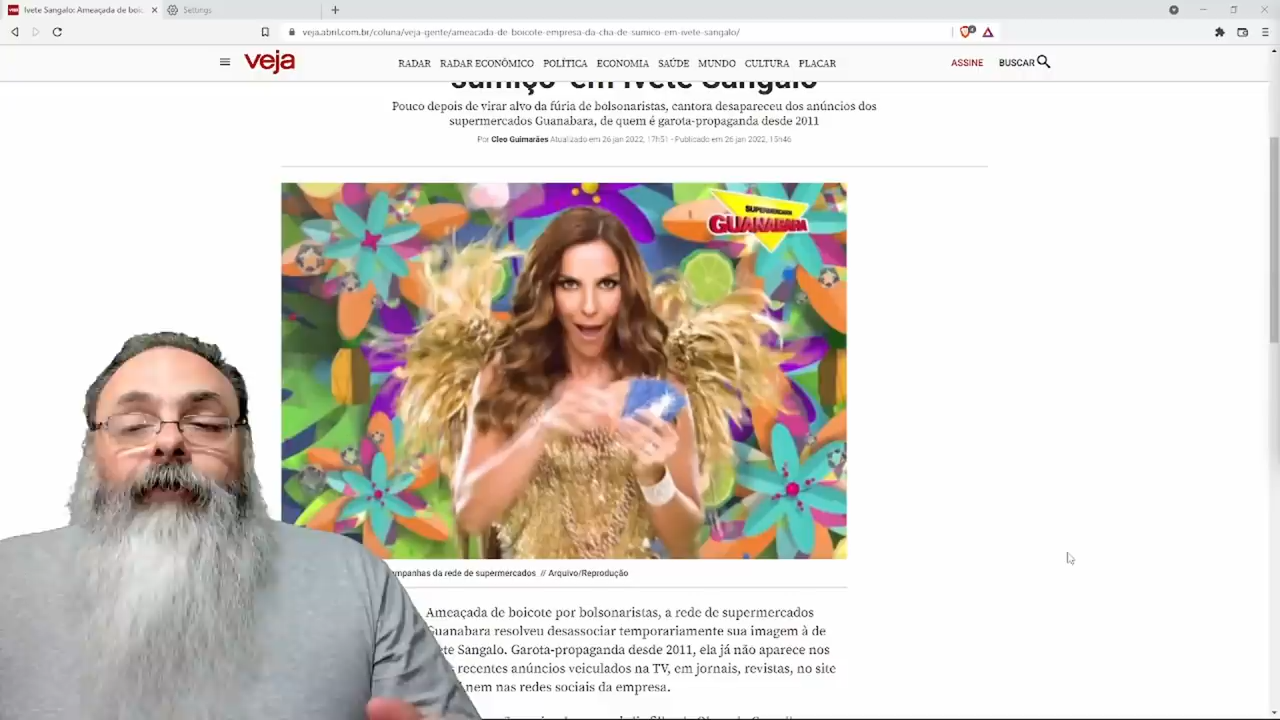 Ivete Sangalo: Ameaçada de boic
Settings
veja.abril.com.br/coluna/veja-gente/ameacada-de-boicote-empresa-da-cha-de-sumico-em-ivete-sangalo/
veja
RADAR RADAR ECONÔMICO POLÍTICA ECONOMIA SAÚDE MUNDO CULTURA PLACAR
ASSINE BUSCAR
'sumiço' em Ivete Sangalo
Pouco depois de virar alvo da fúria de bolsonaristas, cantora desapareceu dos anúncios dos
supermercados Guanabara, de quem é garota-propaganda desde 2011
Por Cleo Guimarães Atualizado em 26 jan 2022, 17h51 - Publicado em 26 jan 2022, 15h46
SUPERMERCADOS
GUANABARA
mpanhas da rede de supermercados // Arquivo/Reprodução
Ameaçada de boicote por bolsonaristas, a rede de supermercados
Guanabara resolveu desassociar temporariamente sua imagem à de
ete Sangalo. Garota-propaganda desde 2011, ela já não aparece nos
recentes anúncios veiculados na TV, em jornais, revistas, no site
nem nas redes sociais da empresa.